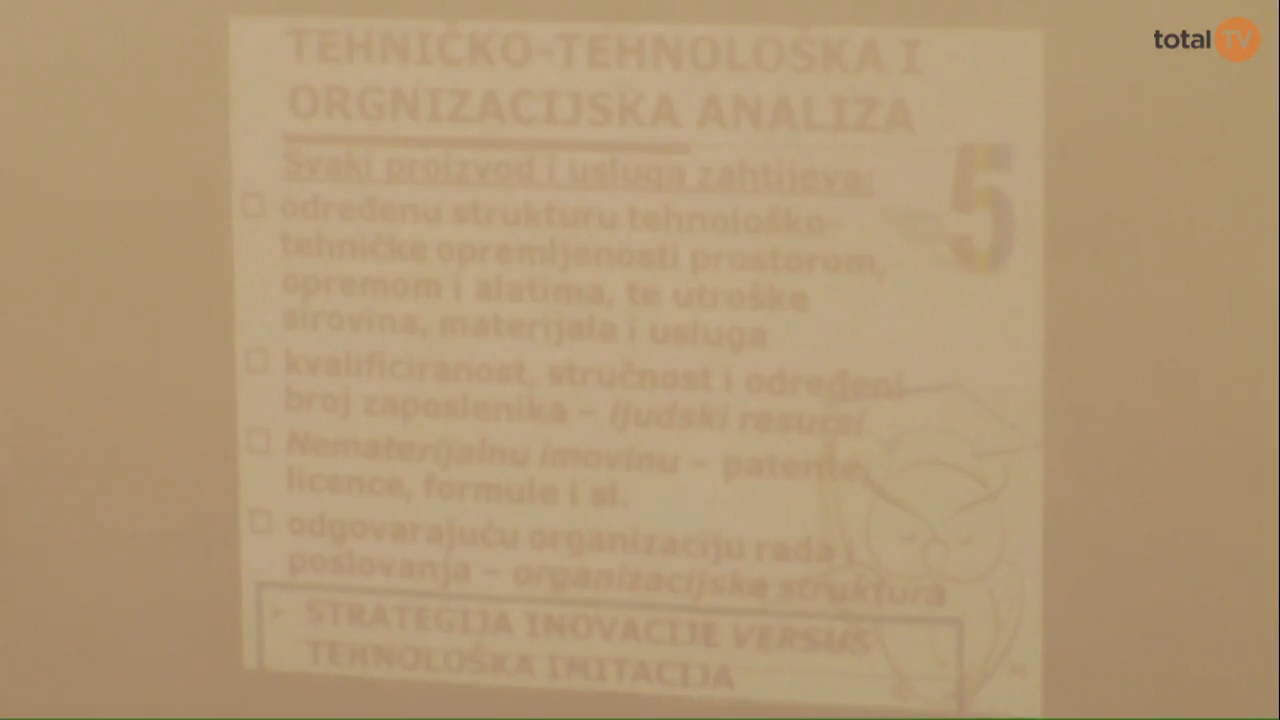 total TV
TEHNIČKO-TEHNOLOŠKA I
ORGNIZACIJSKA ANALIZA
5
Svaki proizvod i usluga zahtijeva:
određenu strukturu tehnološko-
tehničke opremljenosti prostorom,
opremom i alatima, te utroške
sirovina, materijala i usluga
kvalificiranost, stručnost i određeni
broj zaposlenika – ljudski resursi
Nematerijalnu imovinu – patente,
licence, formule i sl.
odgovarajuću organizaciju rada i
poslovanja – organizacijska struktura
STRATEGIJA INOVACIJE VERSUS
TEHNOLOŠKA IMITACIJA